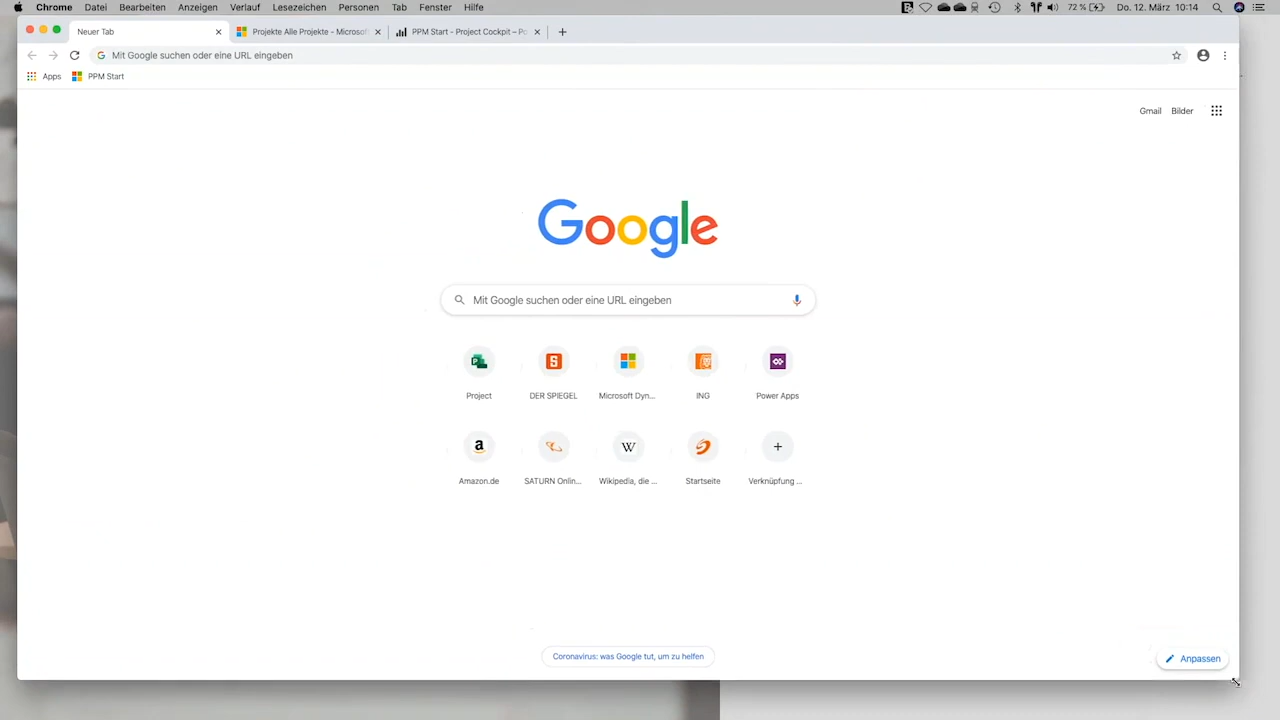 Chrome Datei Bearbeiten Anzeigen Verlauf Lesezeichen Personen Tab Fenster Hilfe 72 % Do. 12. März 10:14
Neuer Tab Projekte Alle Projekte - Microsoft PPM Start - Project Cockpit – Po
Mit Google suchen oder eine URL eingeben
Apps PPM Start
Gmail Bilder
Google
Mit Google suchen oder eine URL eingeben
Project DER SPIEGEL Microsoft Dyn... ING Power Apps
Amazon.de SATURN Onlin... Wikipedia, die ... Startseite Verknüpfung ...
Coronavirus: was Google tut, um zu helfen
Anpassen